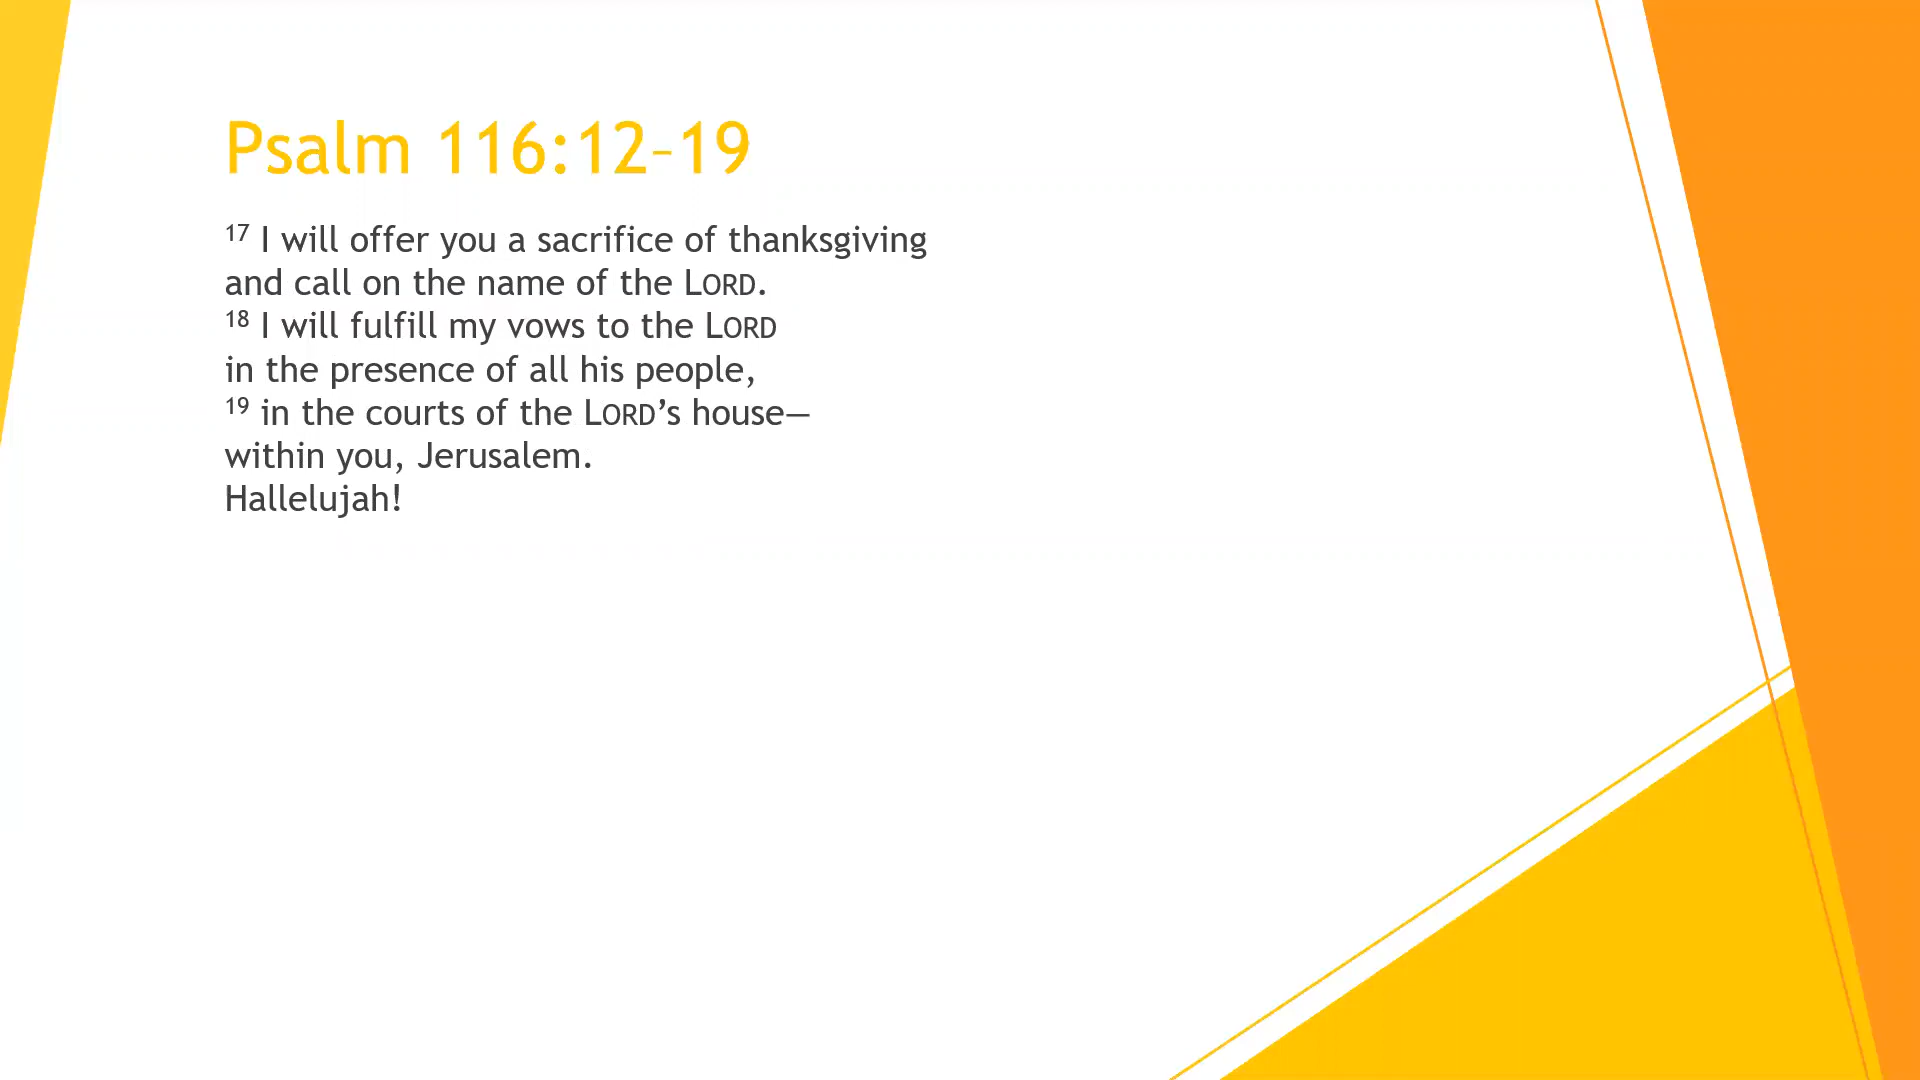 Psalm 116:12–19
17 I will offer you a sacrifice of thanksgiving
and call on the name of the LORD.
18 I will fulfill my vows to the LORD
in the presence of all his people,
19 in the courts of the LORD’s house—
within you, Jerusalem.
Hallelujah!